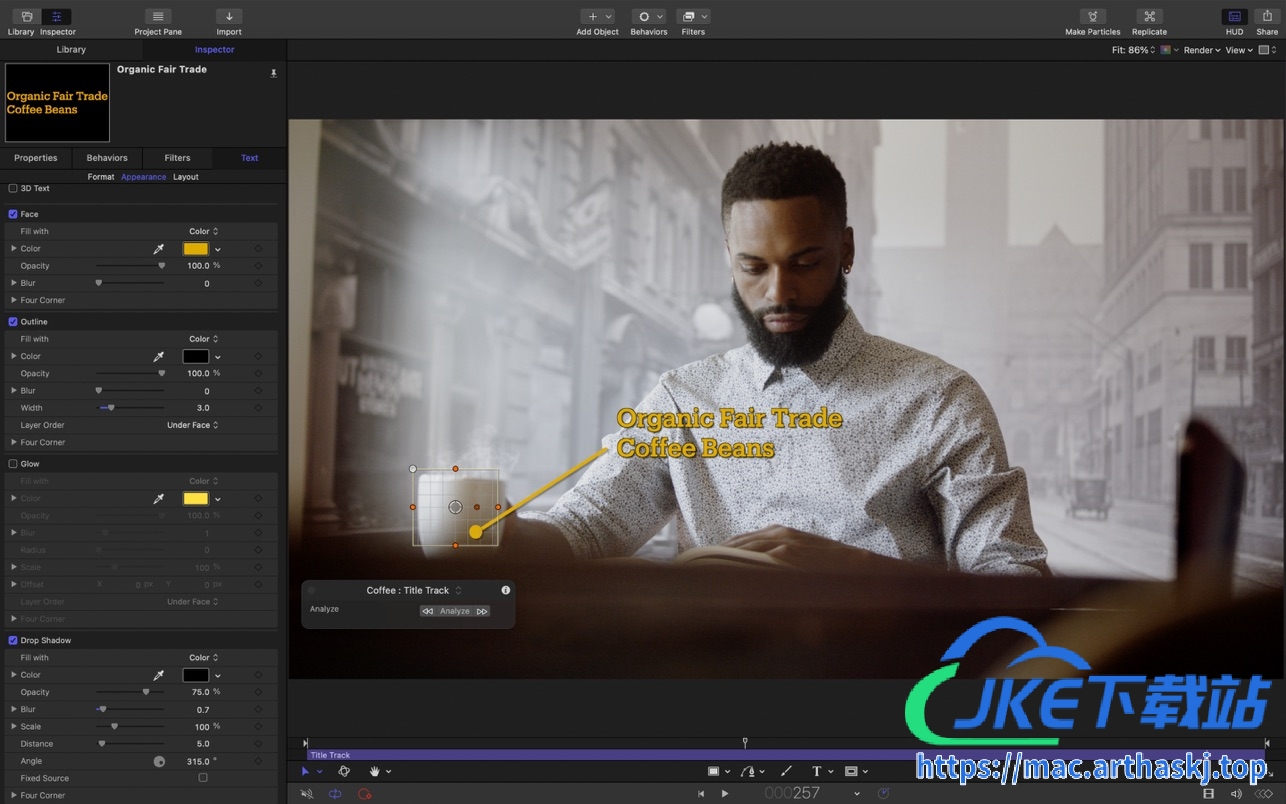 Library Inspector Project Pane Import Add Object Behaviors Filters Make Particles Replicate HUD Share
Library Inspector Fit: 86% Render View
Organic Fair Trade
Organic Fair Trade
Coffee Beans
Properties Behaviors Filters Text
Format Appearance Layout
3D Text
Face
Fill with Color
Color
Opacity 100.0 %
Blur 0
Four Corner
Outline
Fill with Color
Color
Opacity 100.0 %
Blur 0
Width 3.0
Layer Order Under Face
Four Corner
Glow
Fill with Color
Color
Opacity 100.0 %
Blur 1
Radius 0
Scale 100 %
Offset X 0 px Y 0 px
Layer Order Under Face
Four Corner
Drop Shadow
Fill with Color
Color
Opacity 75.0 %
Blur 0.7
Scale 100 %
Distance 5.0
Angle 315.0 °
Fixed Source
Four Corner
Organic Fair Trade
Coffee Beans
Coffee : Title Track
Analyze Analyze
JKE下载站
Title Track
https://mac.arthaskj.top
T
000257